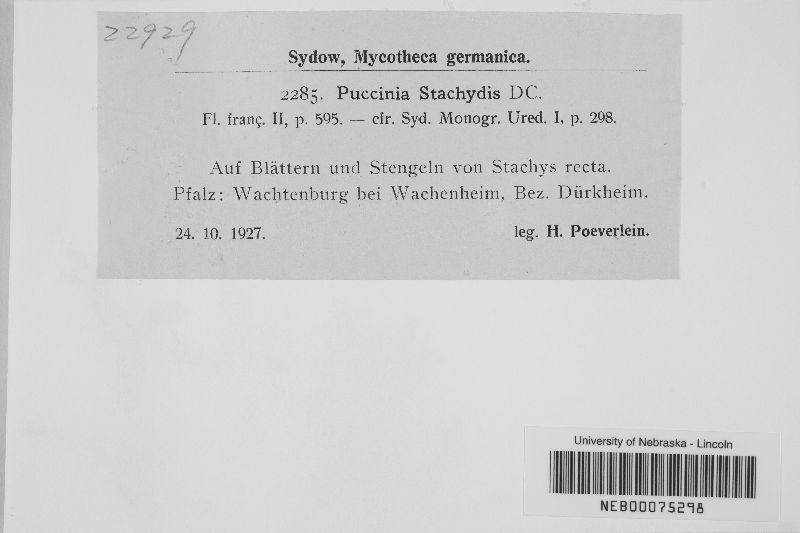 22929
Sydow, Mycotheca germanica.
2285. Puccinia Stachydis DC.
Fl. franç. II, p. 595. — cfr. Syd. Monogr. Ured. I, p. 298.
Auf Blättern und Stengeln von Stachys recta.
Pfalz: Wachtenburg bei Wachenheim, Bez. Dürkheim.
24. 10. 1927. leg. H. Poeverlein.
University of Nebraska - Lincoln
NEB00075298